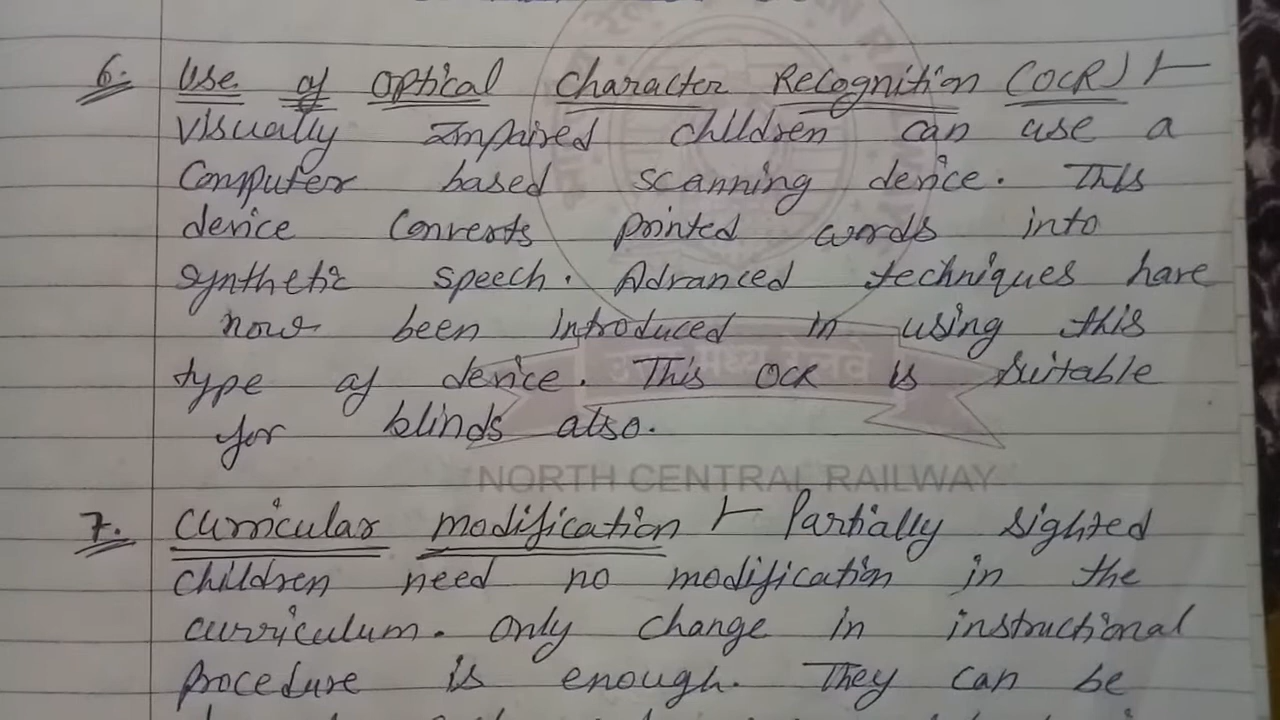 6. Use of Optical Character Recognition (OCR) :-
Visually Impaired children can use a
Computer based scanning device. This
device Converts printed words into
synthetic speech. Advanced techniques have
now been introduced in using this
type of device. This OCR is suitable
for blinds also.
NORTH CENTRAL RAILWAY
7. Curricular modification :- Partially sighted
children need no modification in the
curriculum. Only change in instructional
Procedure is enough. They can be